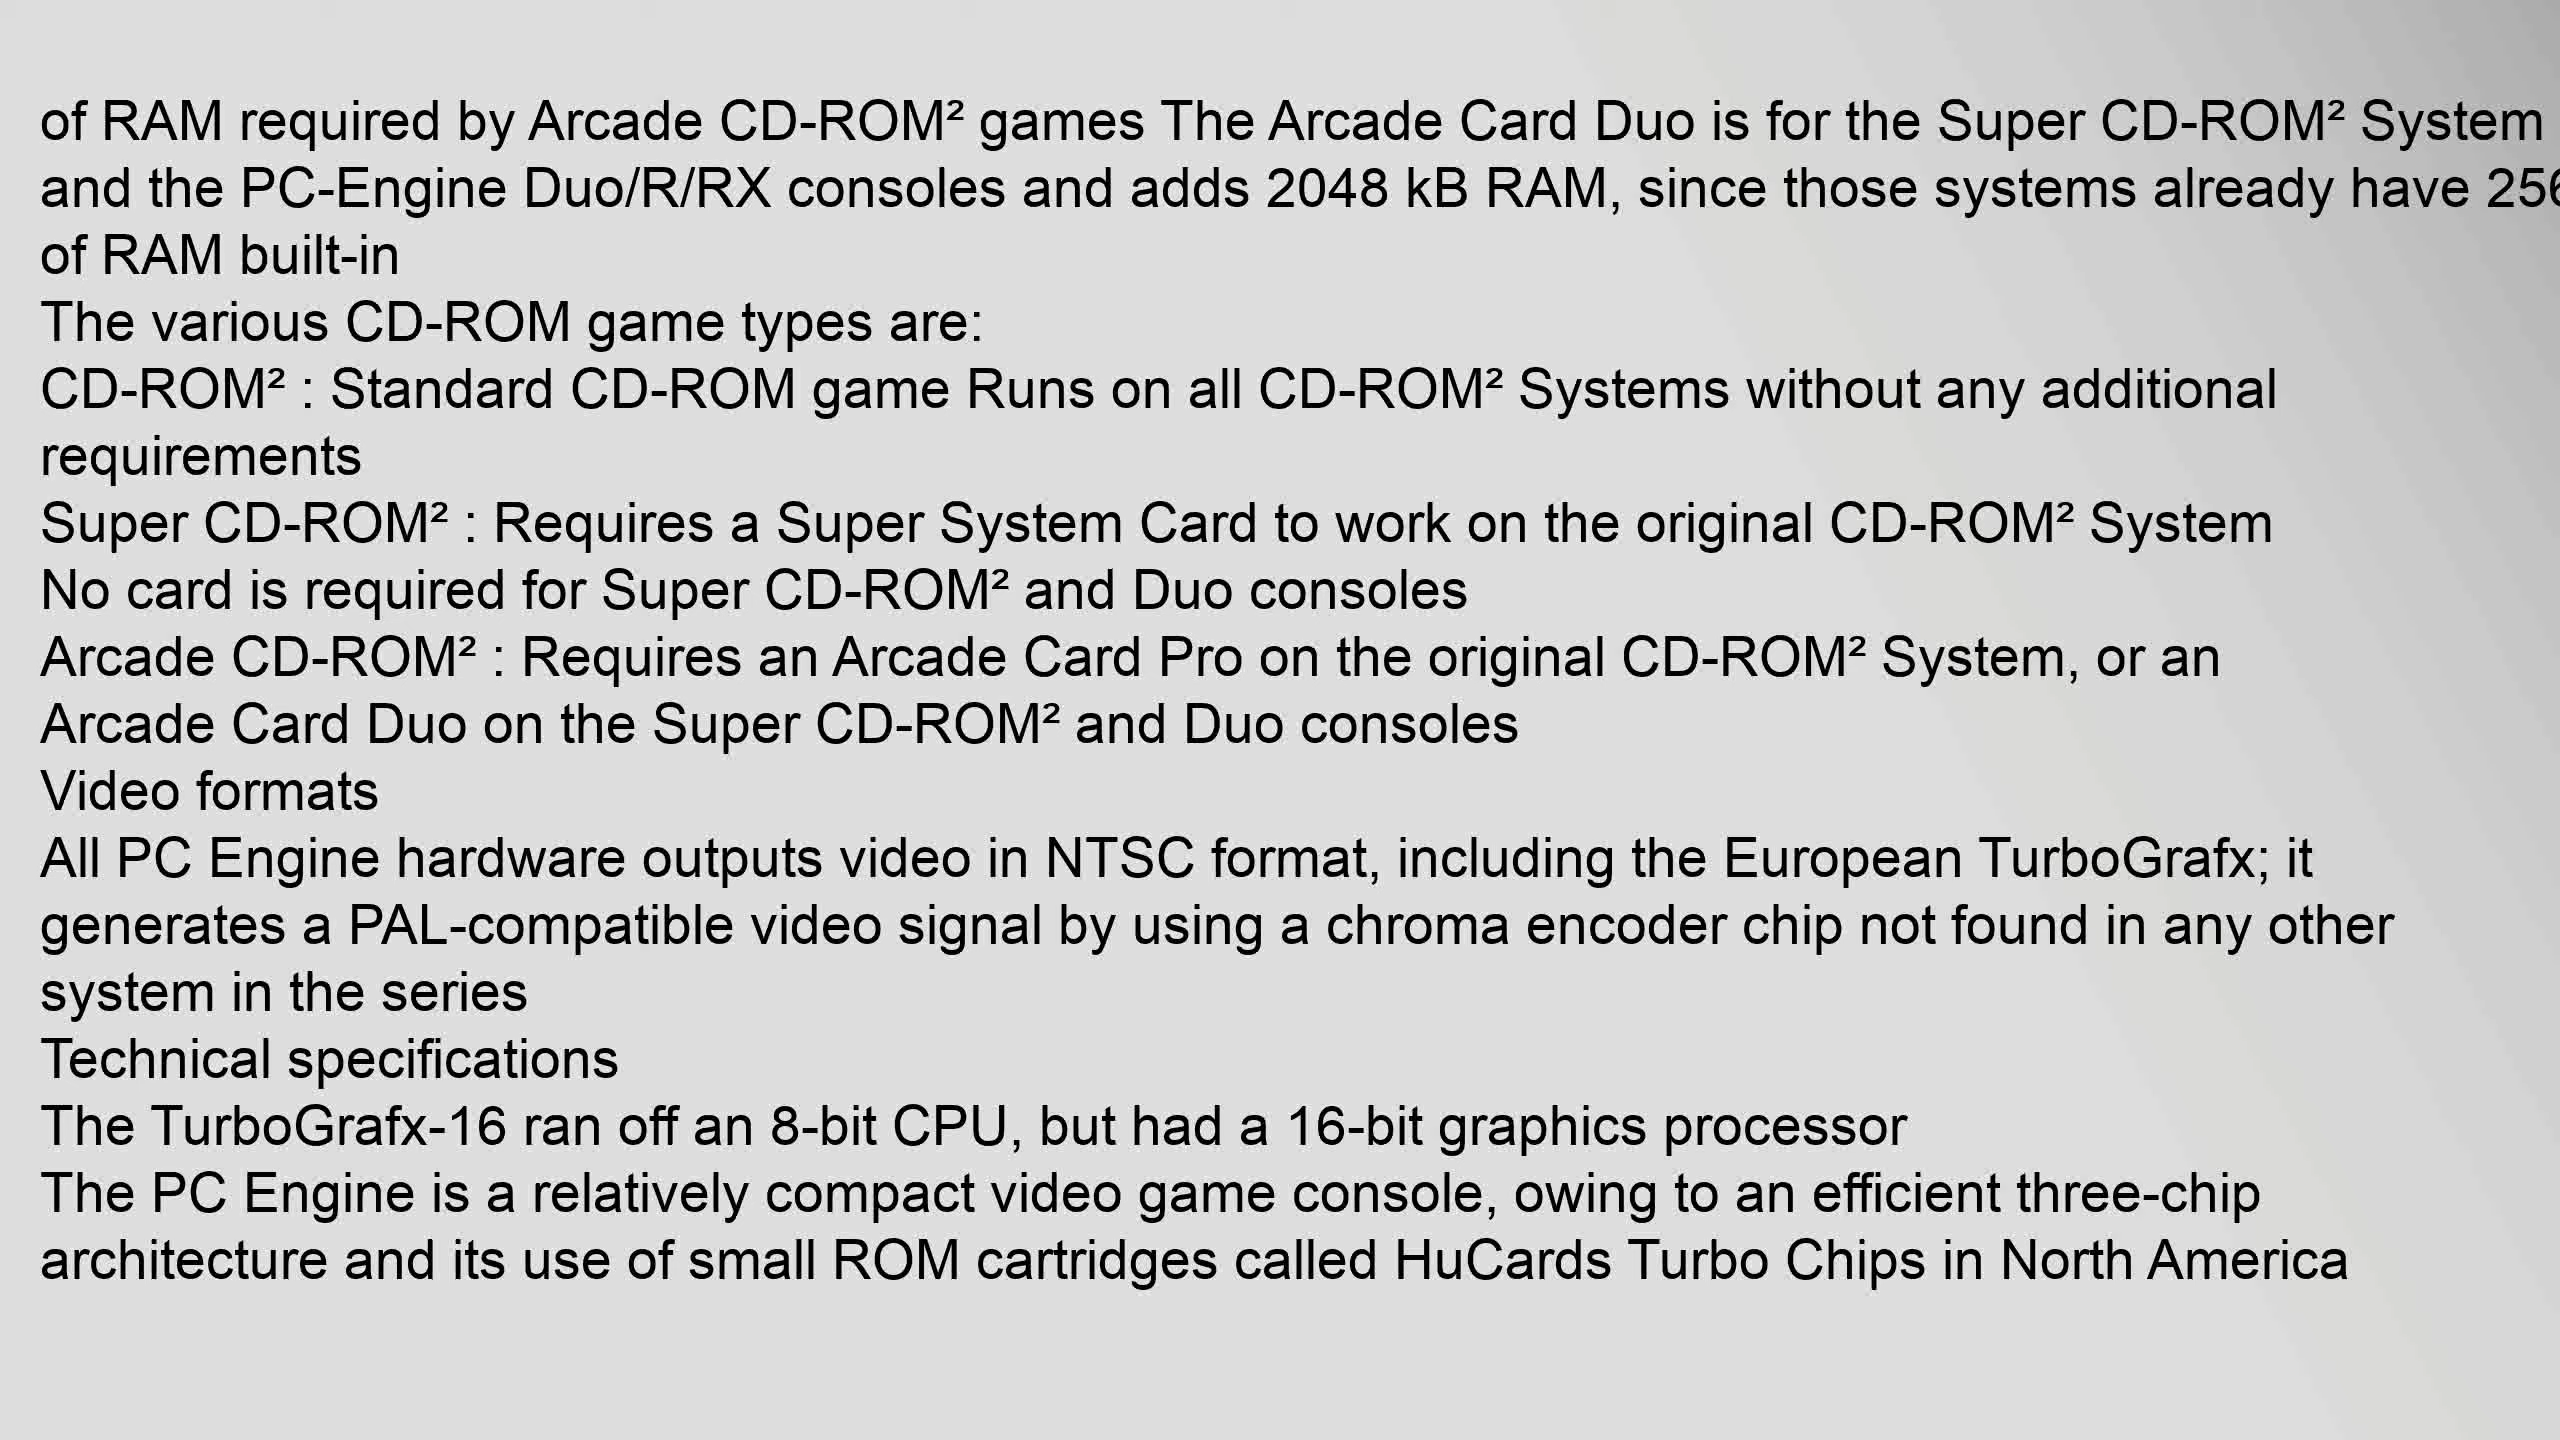 of RAM required by Arcade CD-ROM² games The Arcade Card Duo is for the Super CD-ROM² System
and the PC-Engine Duo/R/RX consoles and adds 2048 kB RAM, since those systems already have 256
of RAM built-in
The various CD-ROM game types are:
CD-ROM² : Standard CD-ROM game Runs on all CD-ROM² Systems without any additional
requirements
Super CD-ROM² : Requires a Super System Card to work on the original CD-ROM² System
No card is required for Super CD-ROM² and Duo consoles
Arcade CD-ROM² : Requires an Arcade Card Pro on the original CD-ROM² System, or an
Arcade Card Duo on the Super CD-ROM² and Duo consoles
Video formats
All PC Engine hardware outputs video in NTSC format, including the European TurboGrafx; it
generates a PAL-compatible video signal by using a chroma encoder chip not found in any other
system in the series
Technical specifications
The TurboGrafx-16 ran off an 8-bit CPU, but had a 16-bit graphics processor
The PC Engine is a relatively compact video game console, owing to an efficient three-chip
architecture and its use of small ROM cartridges called HuCards Turbo Chips in North America